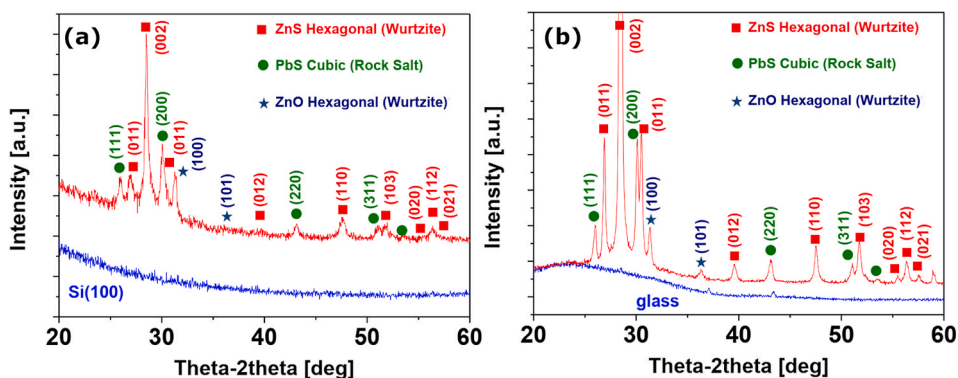 (a)
ZnS Hexagonal (Wurtzite)
PbS Cubic (Rock Salt)
ZnO Hexagonal (Wurtzite)
(111)
(011)
(002)
(200)
(011)
(100)
(101)
(012)
(220)
(110)
(311)
(103)
(020)
(112)
(021)
Si(100)
Intensity [a.u.]
20
30
40
50
60
Theta-2theta [deg]
(b)
ZnS Hexagonal (Wurtzite)
PbS Cubic (Rock Salt)
ZnO Hexagonal (Wurtzite)
(111)
(011)
(002)
(200)
(011)
(100)
(101)
(012)
(220)
(110)
(311)
(103)
(020)
(112)
(021)
glass
Intensity [a.u.]
20
30
40
50
60
Theta-2theta [deg]